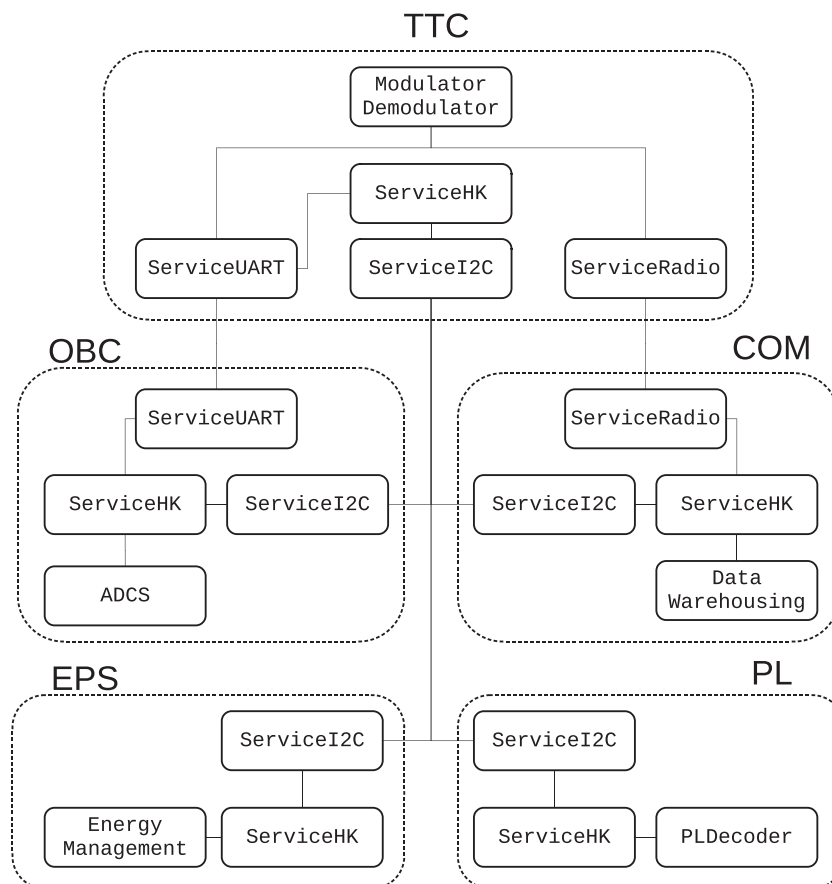 TTC
Modulator
Demodulator
ServiceHK
ServiceUART
ServiceI2C
ServiceRadio
OBC
COM
ServiceUART
ServiceRadio
ServiceHK
ServiceI2C
ServiceI2C
ServiceHK
ADCS
Data
Warehousing
EPS
PL
ServiceI2C
ServiceI2C
Energy
Management
ServiceHK
ServiceHK
PLDecoder